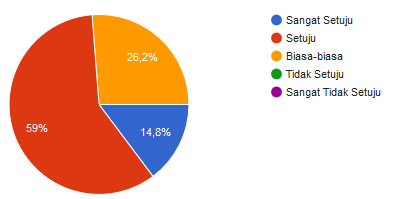 Sangat Setuju
Setuju
Biasa-biasa
Tidak Setuju
Sangat Tidak Setuju
26,2%
59%
14,8%